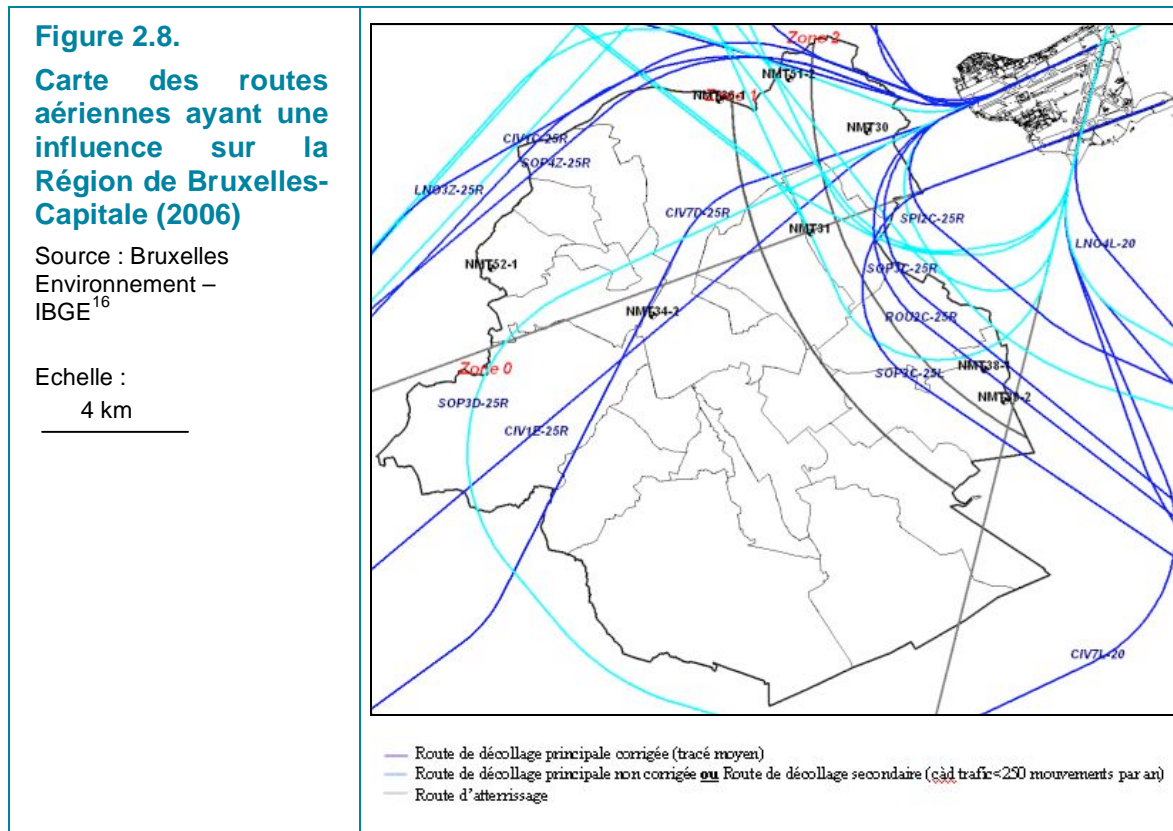 Figure 2.8.
Carte des routes
aériennes ayant une
influence sur la
Région de Bruxelles-
Capitale (2006)
Source : Bruxelles
Environnement –
IBGE16
Echelle :
4 km
Zone 2
NMT51-2
NMT30
CIV1C-25R
SOP4Z-25R
LNO3Z-25R
CIV7D-25R
SPI2C-25R
NMT31
LNO4L-20
NMT52-1
SOP3C-25R
NMT34-2
ROU2C-25R
Zone 0
SOP3C-25L
NMT38-1
SOP3D-25R
CIV1E-25R
CIV7L-20
Route de décollage principale corrigée (tracé moyen)
Route de décollage principale non corrigée ou Route de décollage secondaire (càd trafic<250 mouvements par an)
Route d'atterrissage